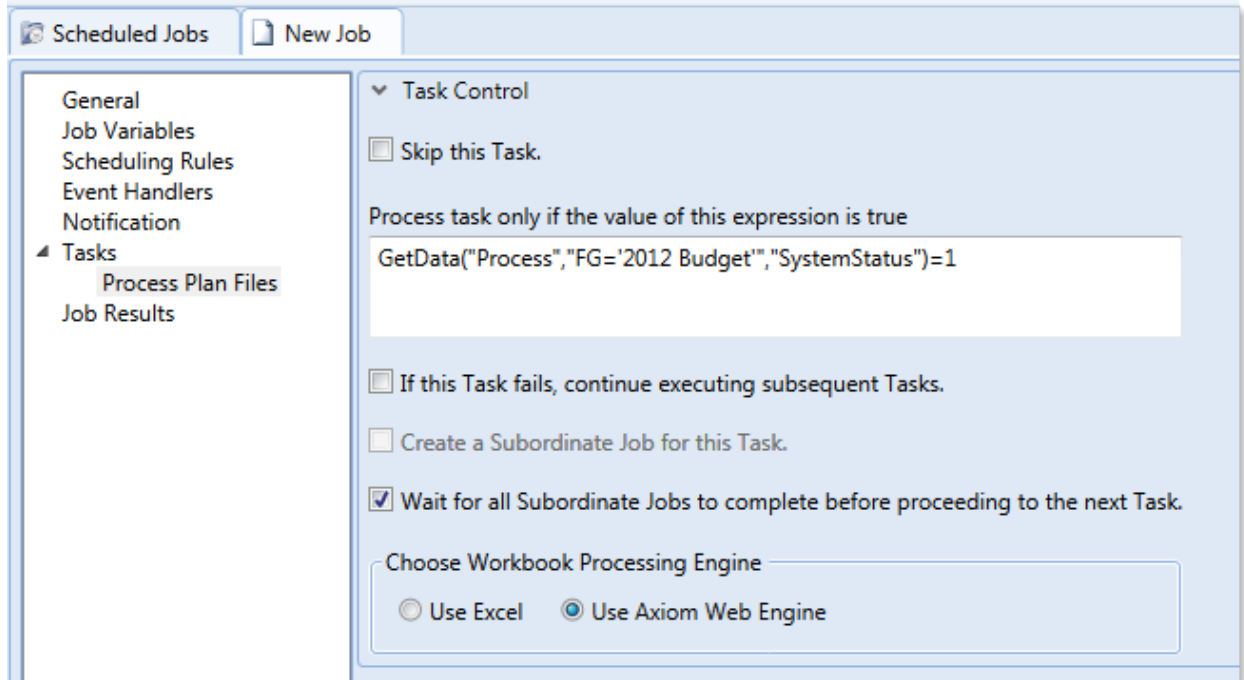 Scheduled Jobs
New Job
General
Job Variables
Scheduling Rules
Event Handlers
Notification
Tasks
Process Plan Files
Job Results
Task Control
Skip this Task.
Process task only if the value of this expression is true
GetData("Process","FG='2012 Budget'","SystemStatus")=1
If this Task fails, continue executing subsequent Tasks.
Create a Subordinate Job for this Task.
Wait for all Subordinate Jobs to complete before proceeding to the next Task.
Choose Workbook Processing Engine
Use Excel
Use Axiom Web Engine